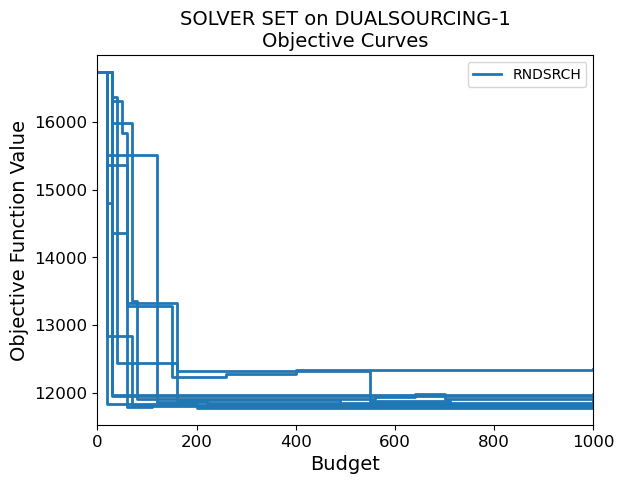 SOLVER SET on DUALSOURCING-1
Objective Curves
RNDSRCH
Objective Function Value
16000
15000
14000
13000
12000
0
200
400
600
800
1000
Budget